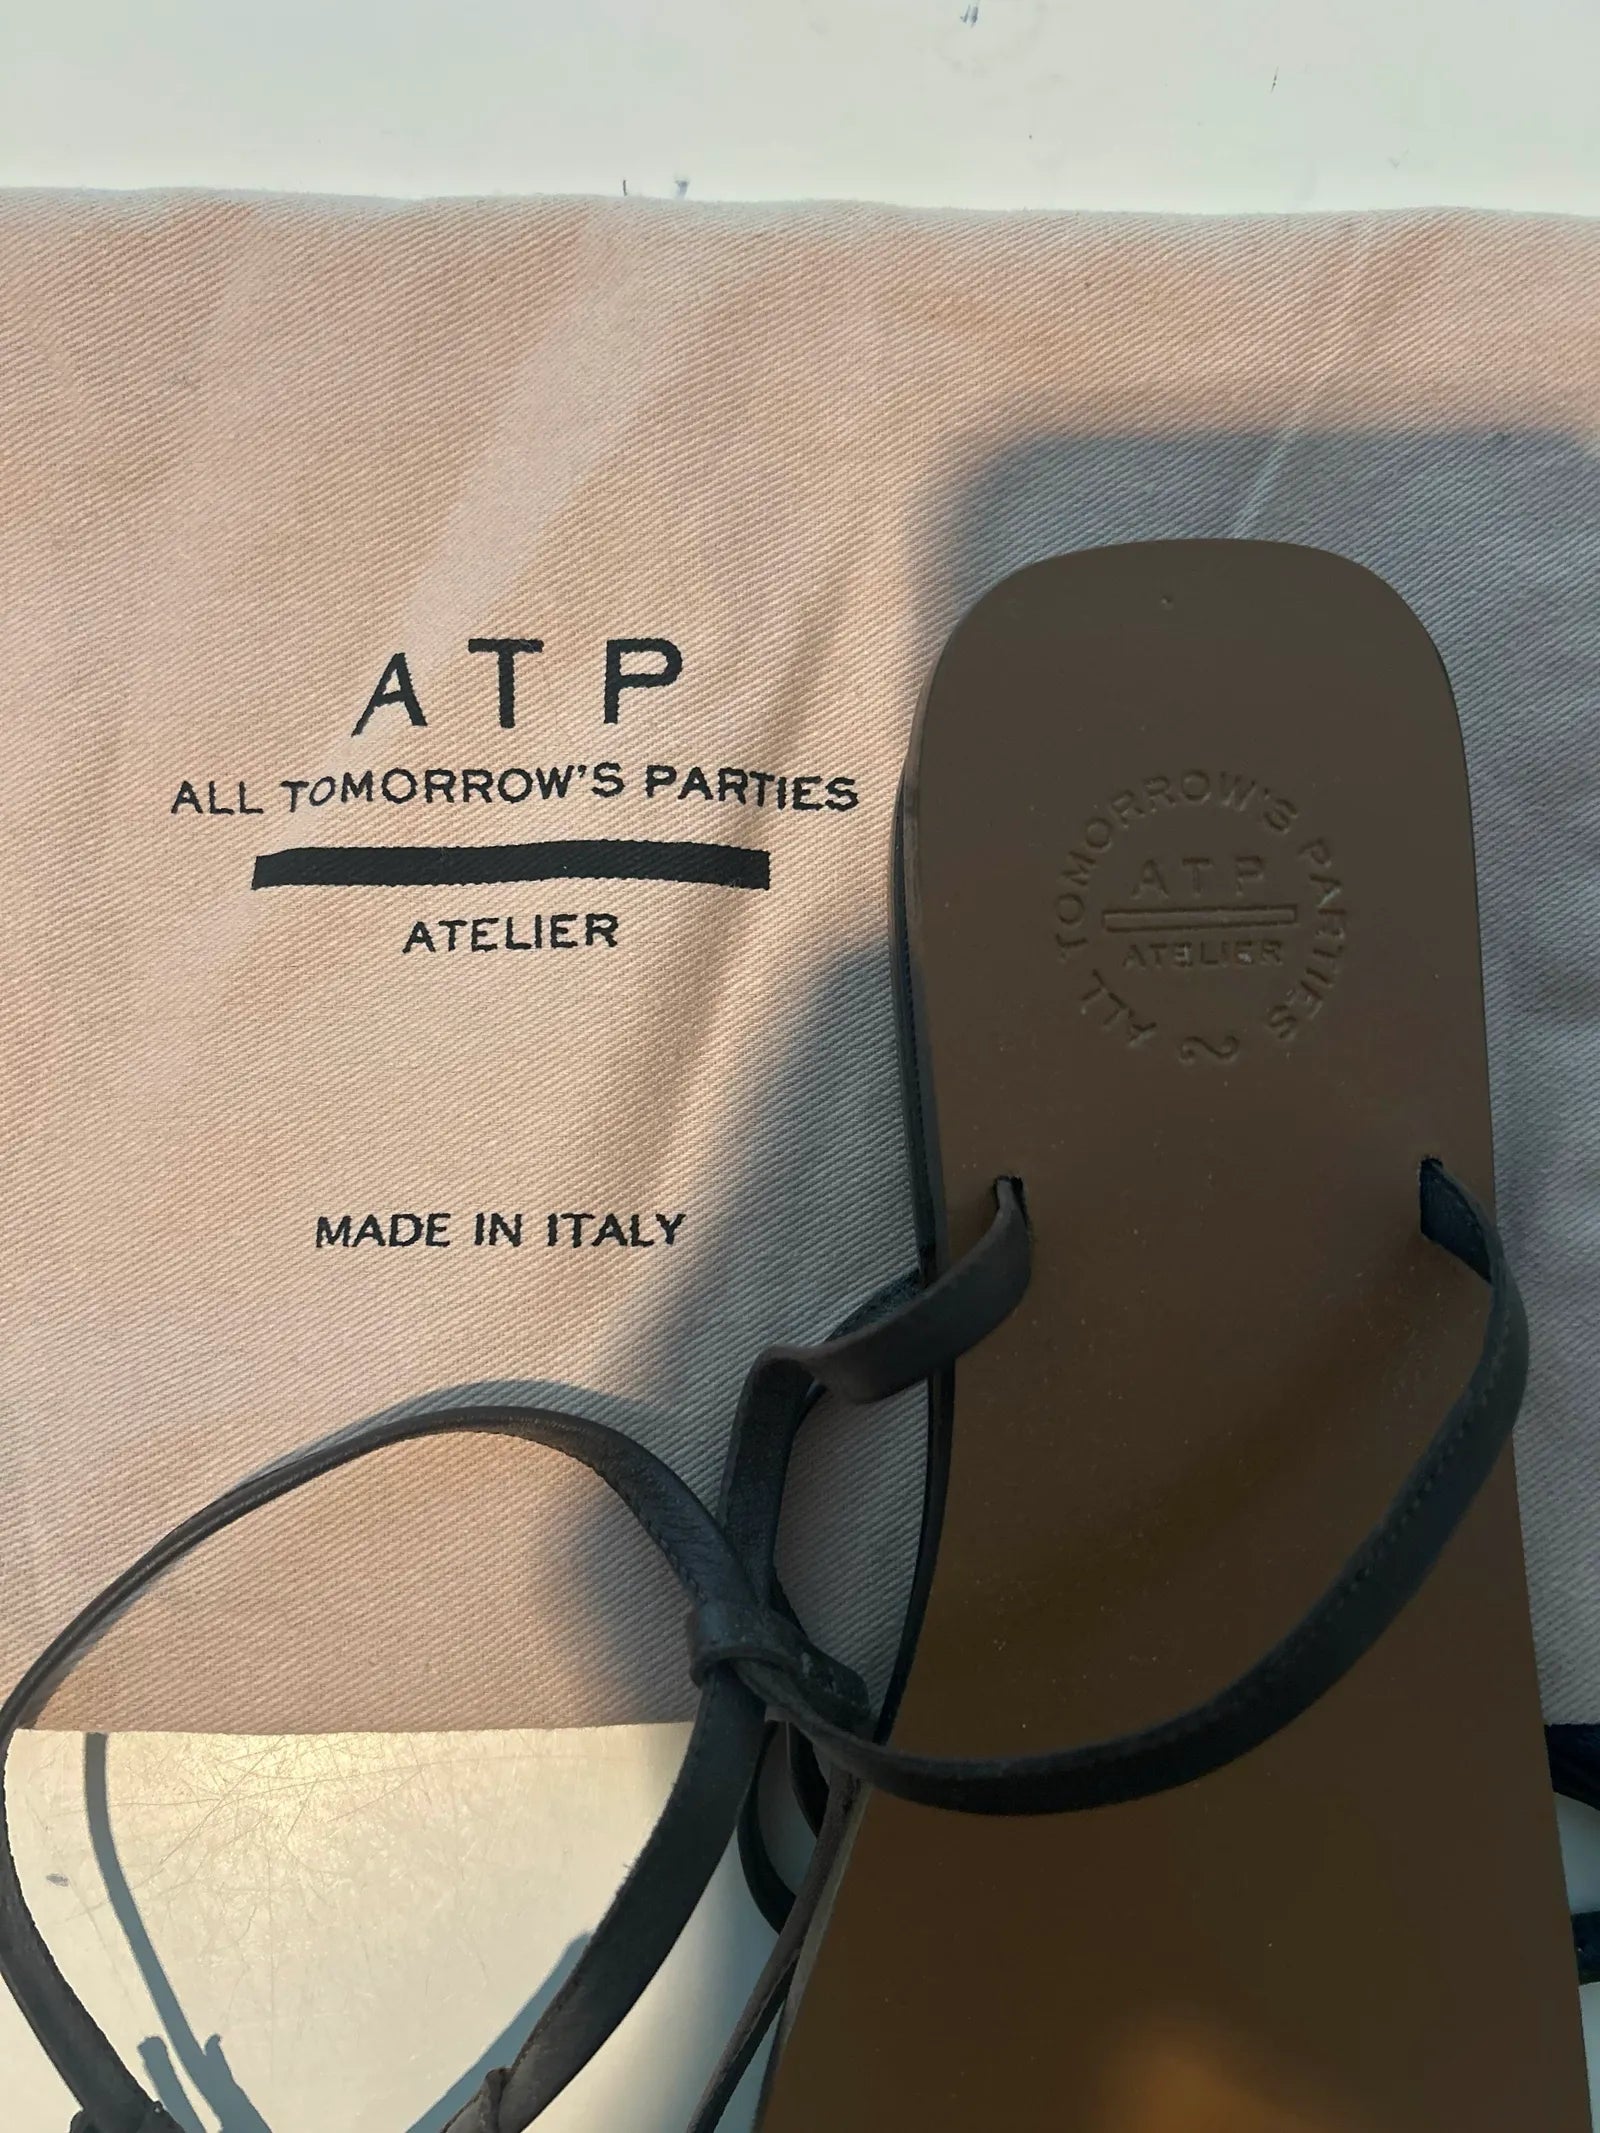 ATP
ALL TOMORROW'S PARTIES
ATELIER
MADE IN ITALY
ALL TOMORROW'S PARTIES
ATP
ATELIER